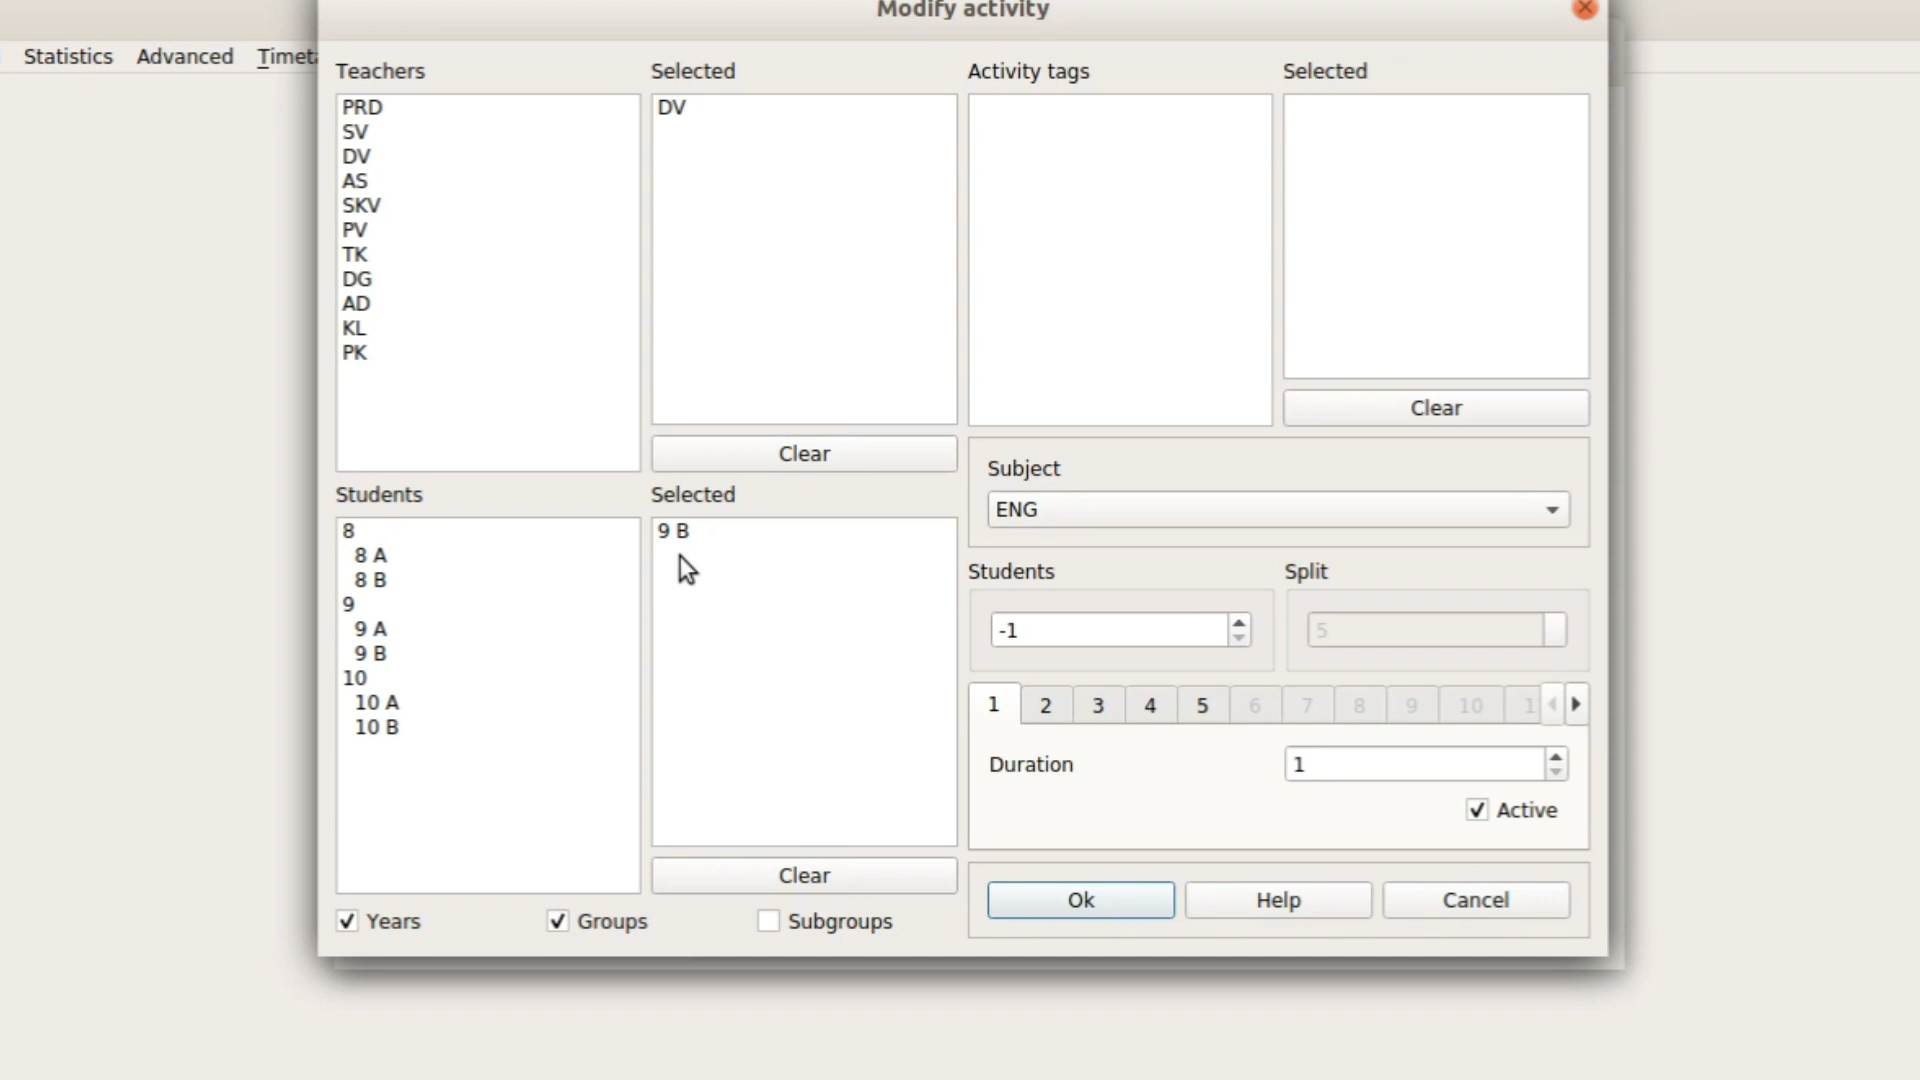 Modify activity
Statistics Advanced
Teachers
PRD
SV
DV
AS
SKV
PV
TK
DG
AD
KL
PK
Selected
DV
Clear
Activity tags
Selected
Clear
Students
8
8 A
8 B
9
9 A
9 B
10
10 A
10 B
Selected
9 B
Clear
Years Groups Subgroups
Subject
ENG
Students
-1
Split
5
1 2 3 4 5 6 7 8 9 10 1
Duration 1
Active
Ok Help Cancel